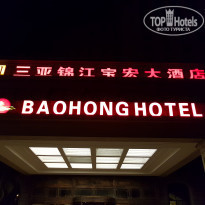 TOP HOTELS
ФОТО ТУРИСТА
三亚锦江宝宏大酒店
BAOHONG HOTEL